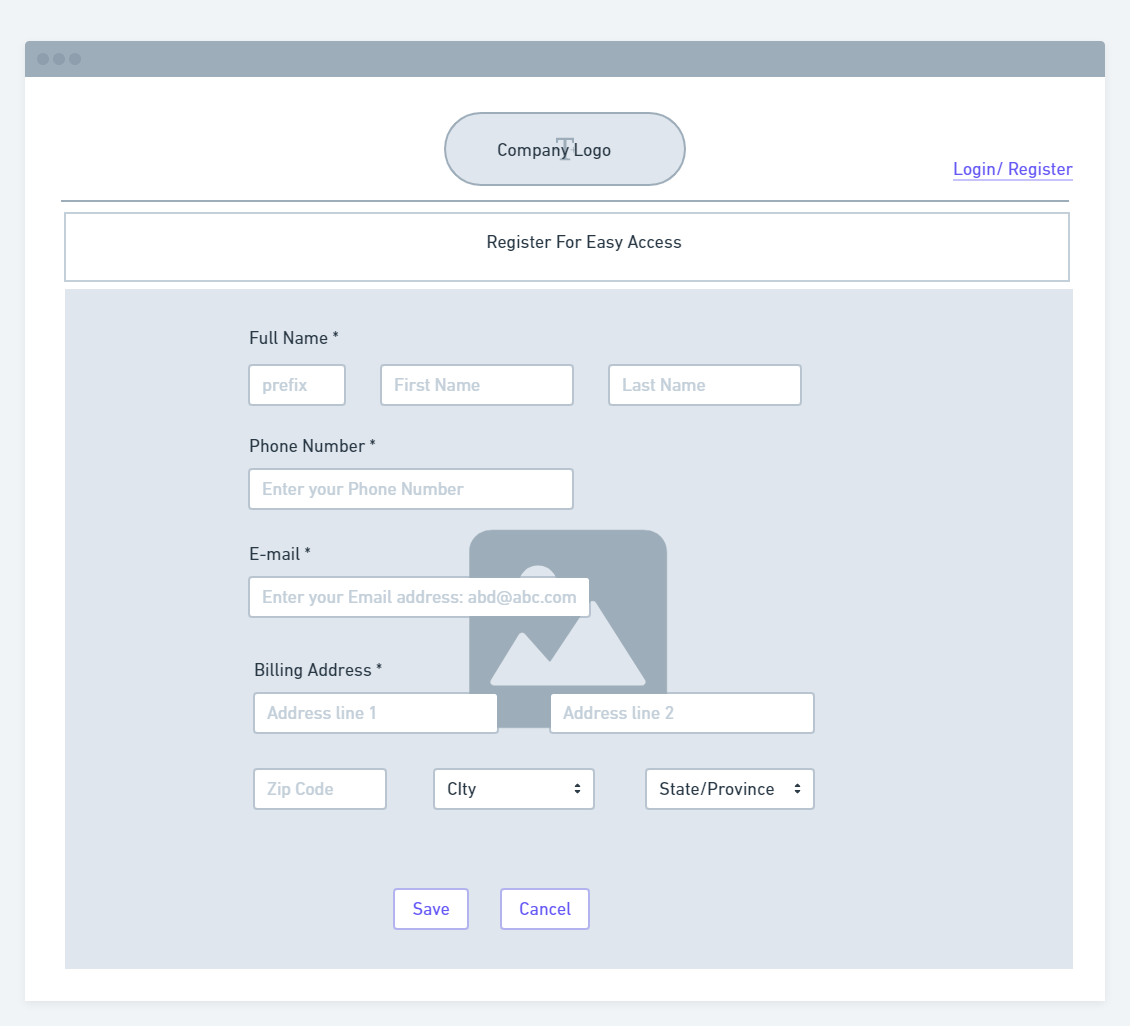 Company Logo
Login/ Register
Register For Easy Access
Full Name *
prefix First Name Last Name
Phone Number *
Enter your Phone Number
E-mail *
Enter your Email address: abd@abc.com
Billing Address *
Address line 1 Address line 2
Zip Code CIty State/Province
Save Cancel